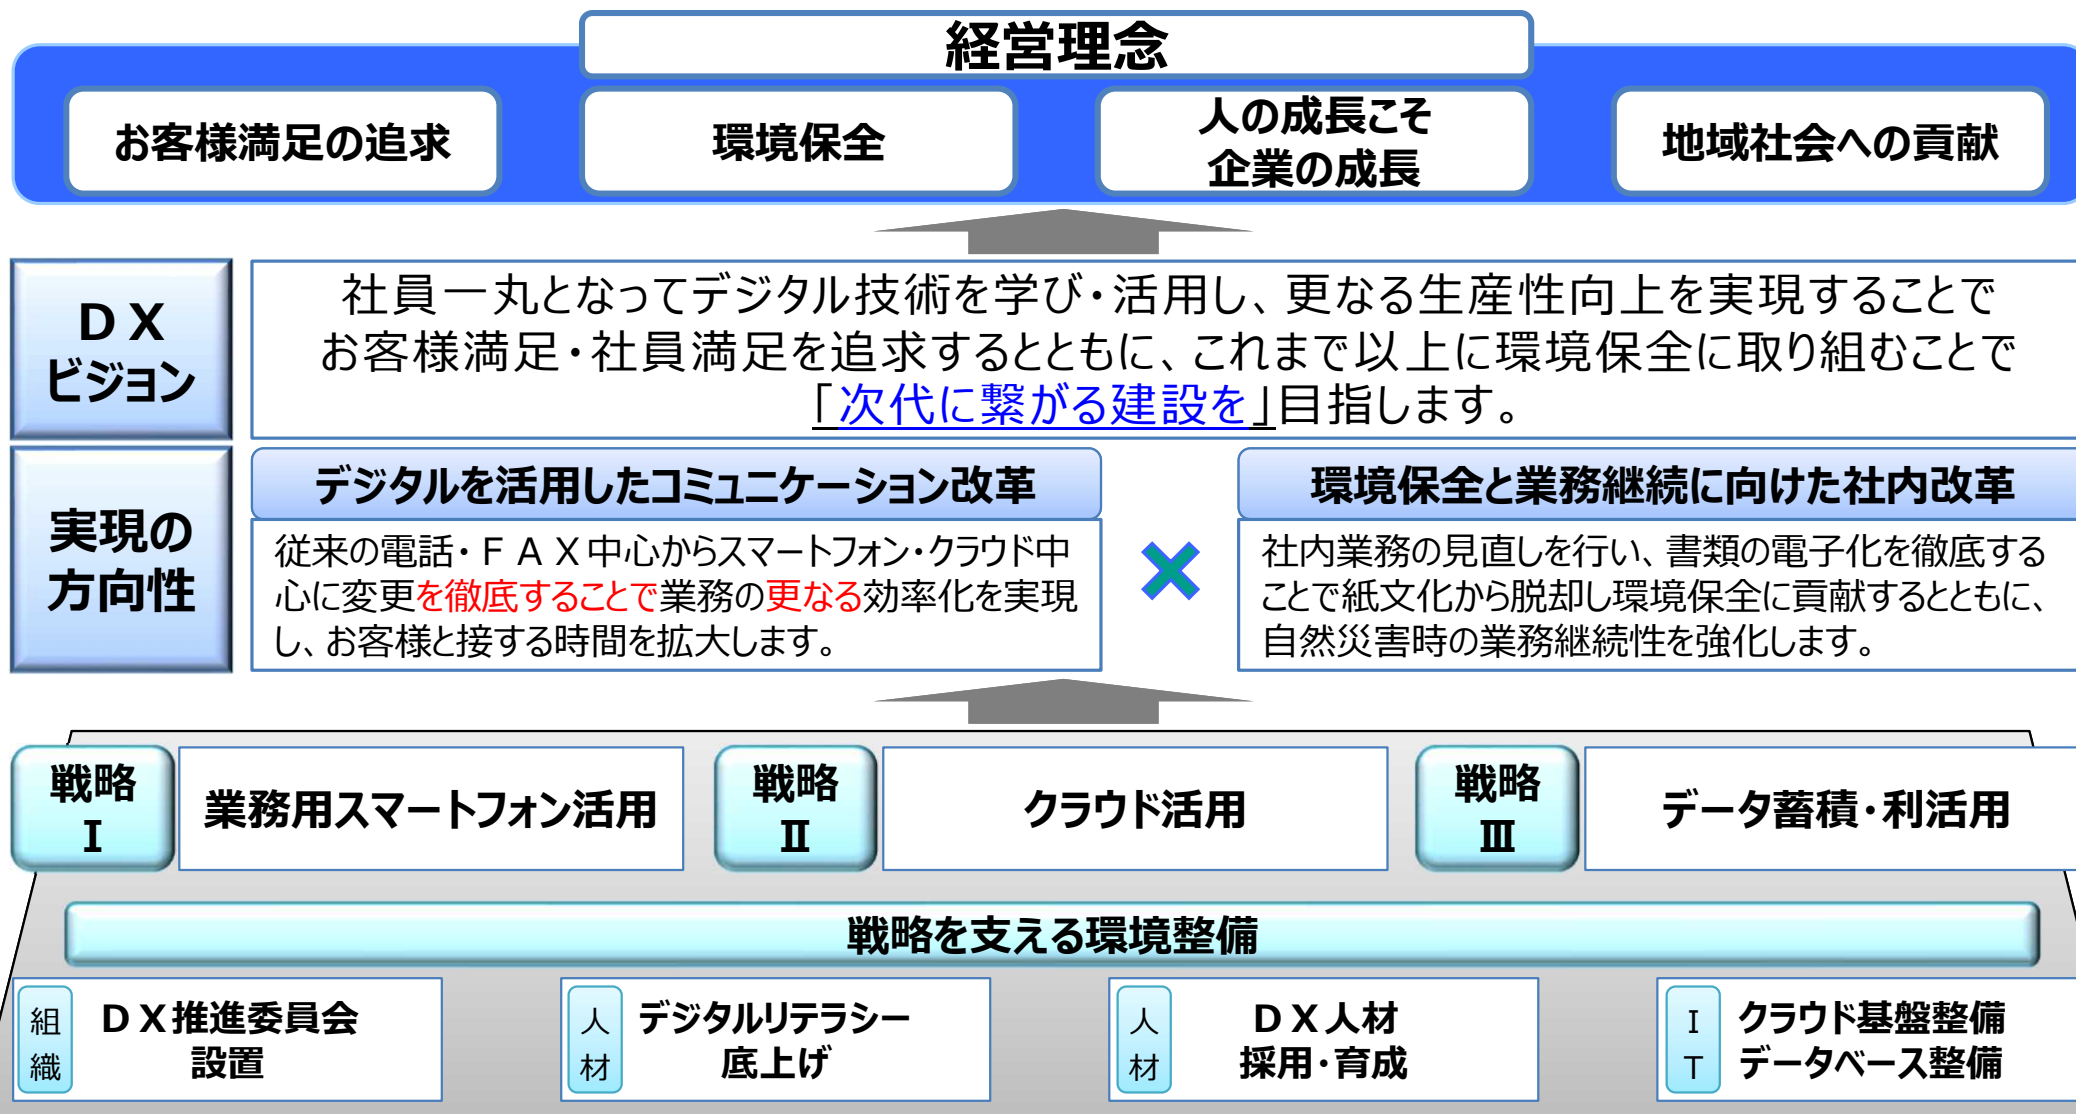 経営理念
お客様満足の追求
環境保全
人の成長こそ
企業の成長
地域社会への貢献
ＤＸ
ビジョン
社員一丸となってデジタル技術を学び・活用し、更なる生産性向上を実現することで
お客様満足・社員満足を追求するとともに、これまで以上に環境保全に取り組むことで
「次代に繋がる建設を」目指します。
実現の
方向性
デジタルを活用したコミュニケーション改革
従来の電話・ＦＡＸ中心からスマートフォン・クラウド中
心に変更を徹底することで業務の更なる効率化を実現
し、お客様と接する時間を拡大します。
環境保全と業務継続に向けた社内改革
社内業務の見直しを行い、書類の電子化を徹底する
ことで紙文化から脱却し環境保全に貢献するとともに、
自然災害時の業務継続性を強化します。
戦略
Ⅰ
業務用スマートフォン活用
戦略
Ⅱ
クラウド活用
戦略
Ⅲ
データ蓄積・利活用
戦略を支える環境整備
組織
ＤＸ推進委員会
設置
人材
デジタルリテラシー
底上げ
人材
ＤＸ人材
採用・育成
ＩＴ
クラウド基盤整備
データベース整備